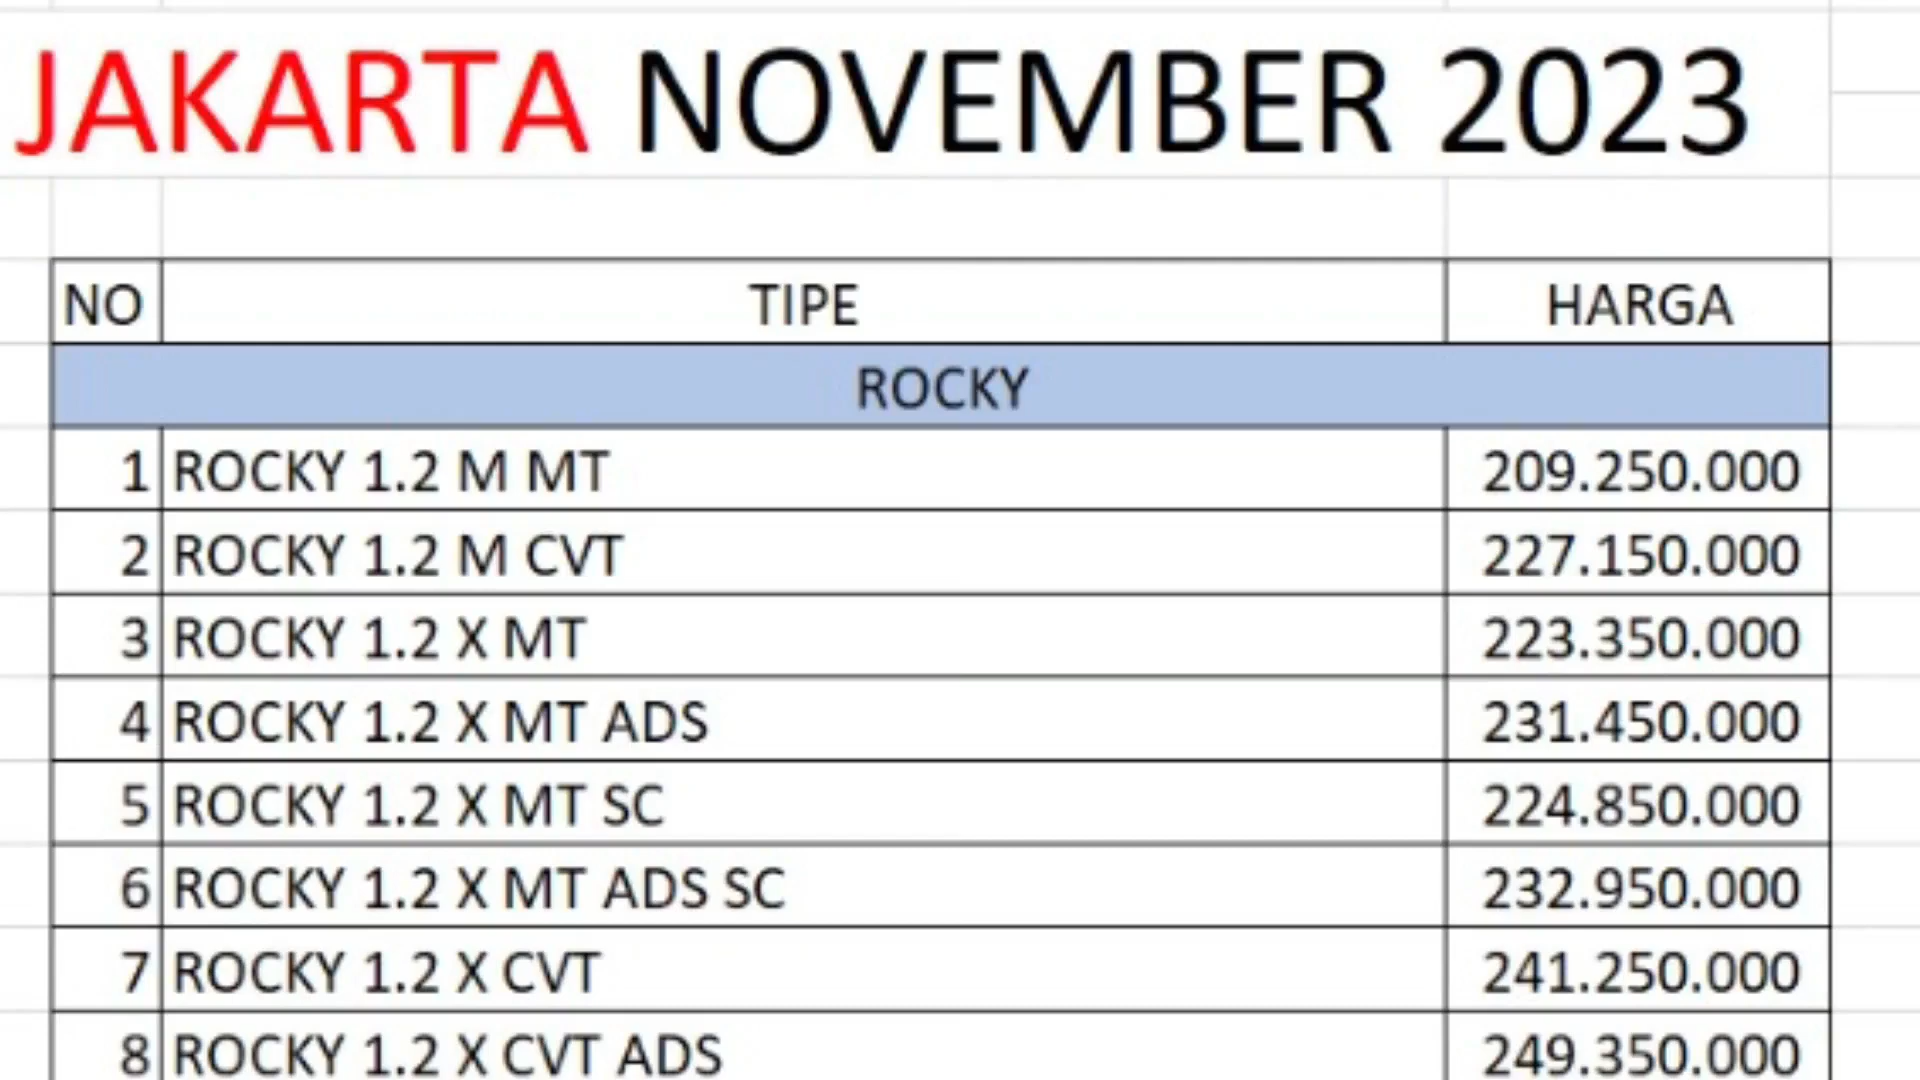 JAKARTA NOVEMBER 2023
NO TIPE HARGA
ROCKY
1 ROCKY 1.2 M MT 209.250.000
2 ROCKY 1.2 M CVT 227.150.000
3 ROCKY 1.2 X MT 223.350.000
4 ROCKY 1.2 X MT ADS 231.450.000
5 ROCKY 1.2 X MT SC 224.850.000
6 ROCKY 1.2 X MT ADS SC 232.950.000
7 ROCKY 1.2 X CVT 241.250.000
8 ROCKY 1.2 X CVT ADS 249.350.000